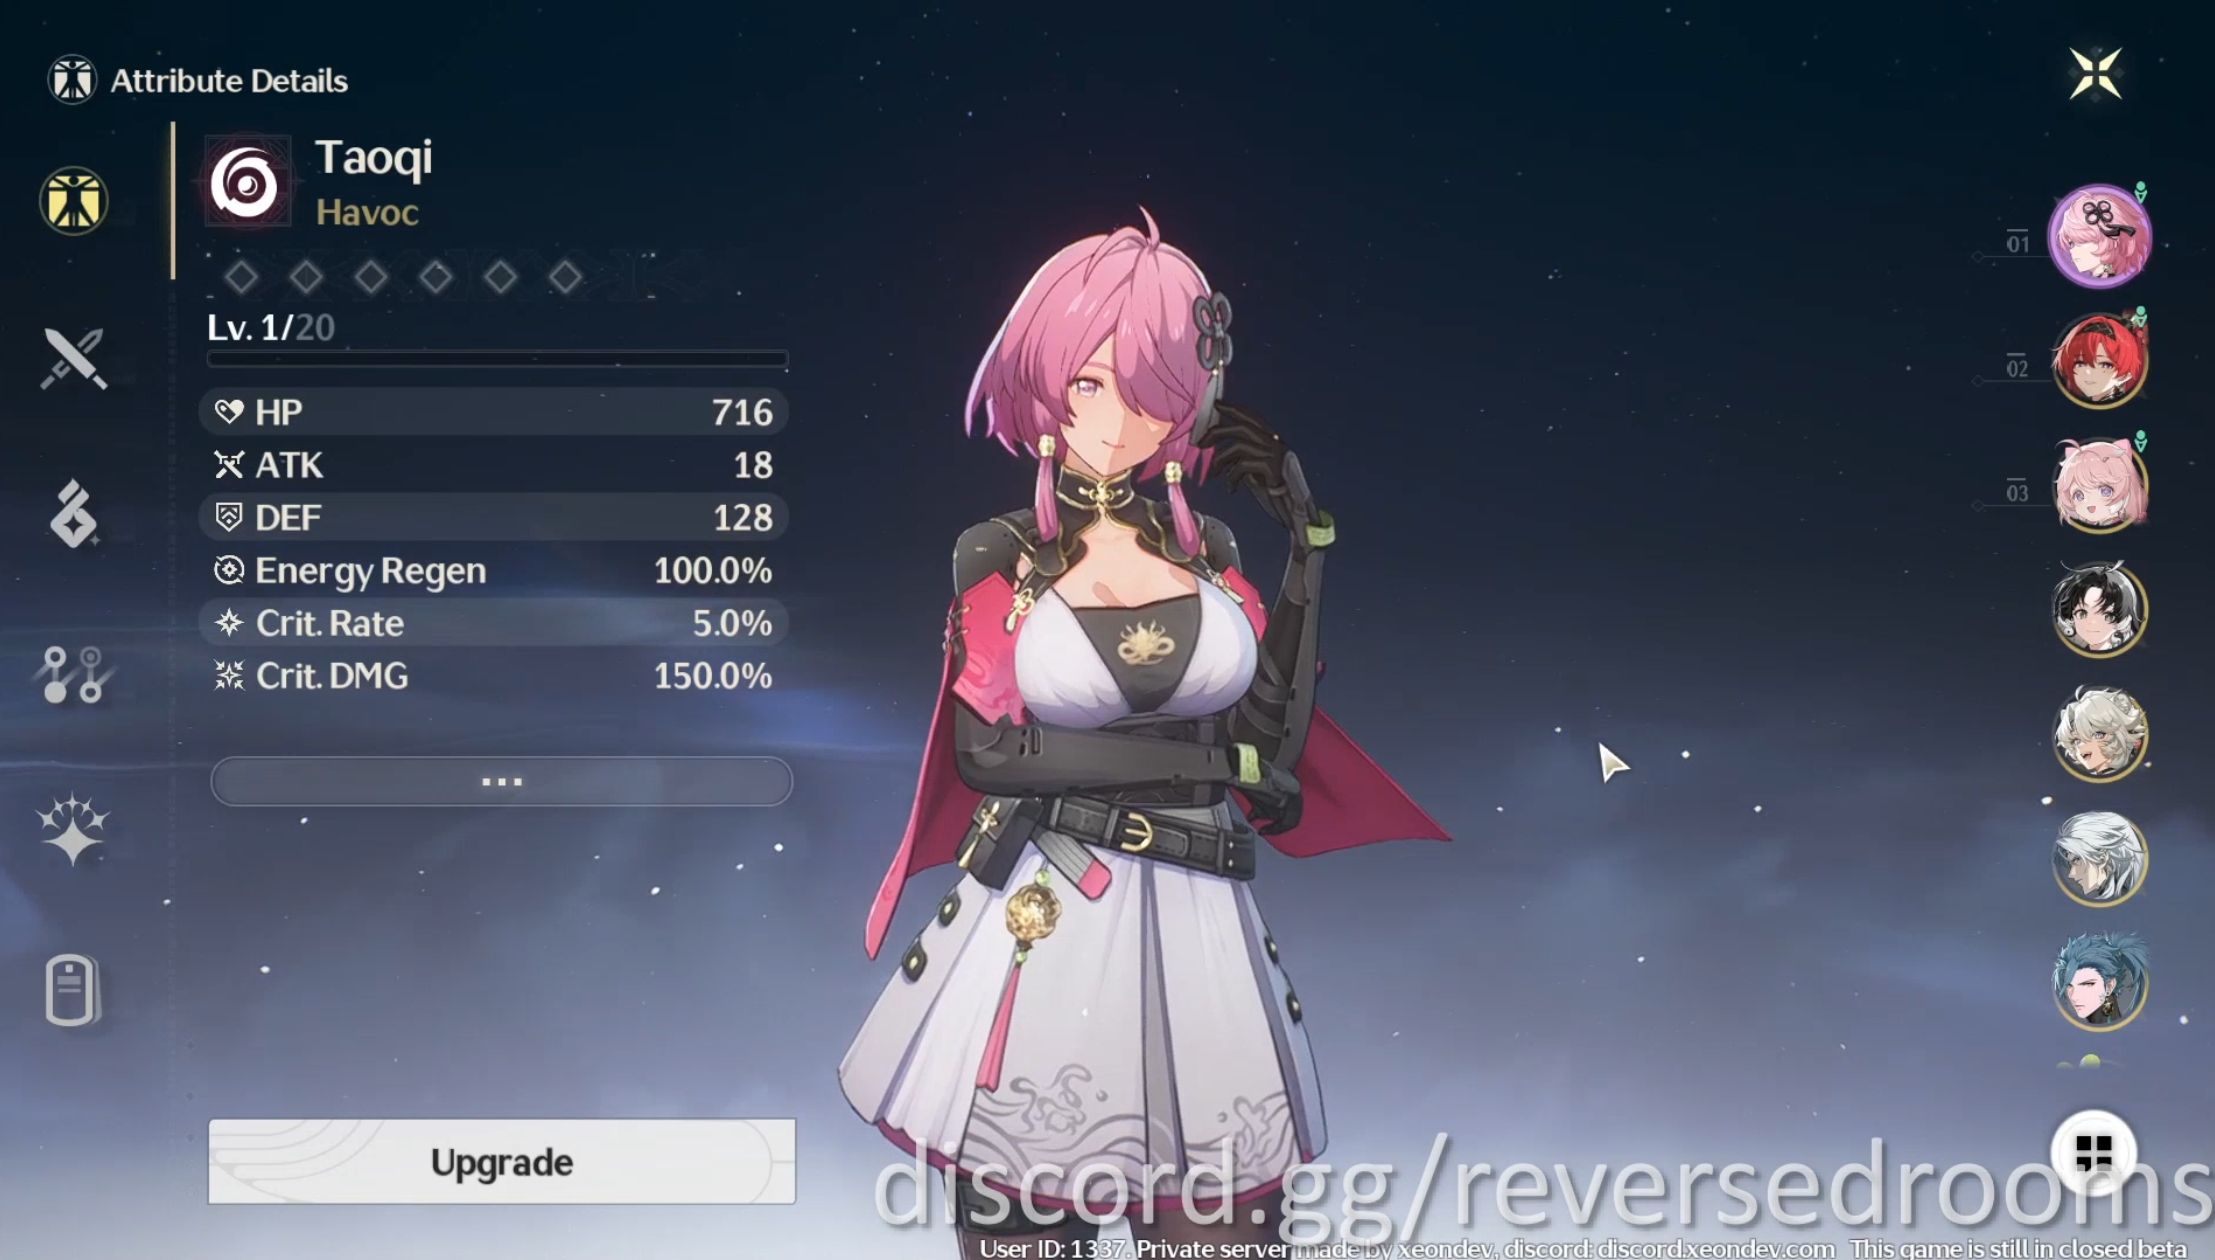 Attribute Details
Taoqi
Havoc
Lv. 1/20
HP 716
ATK 18
DEF 128
Energy Regen 100.0%
Crit. Rate 5.0%
Crit. DMG 150.0%
...
Upgrade
01
02
03
discord.gg/reversedrooms
User ID: 1337. Private server made by xeondev, discord: discord.xeondev.com This game is still in closed beta